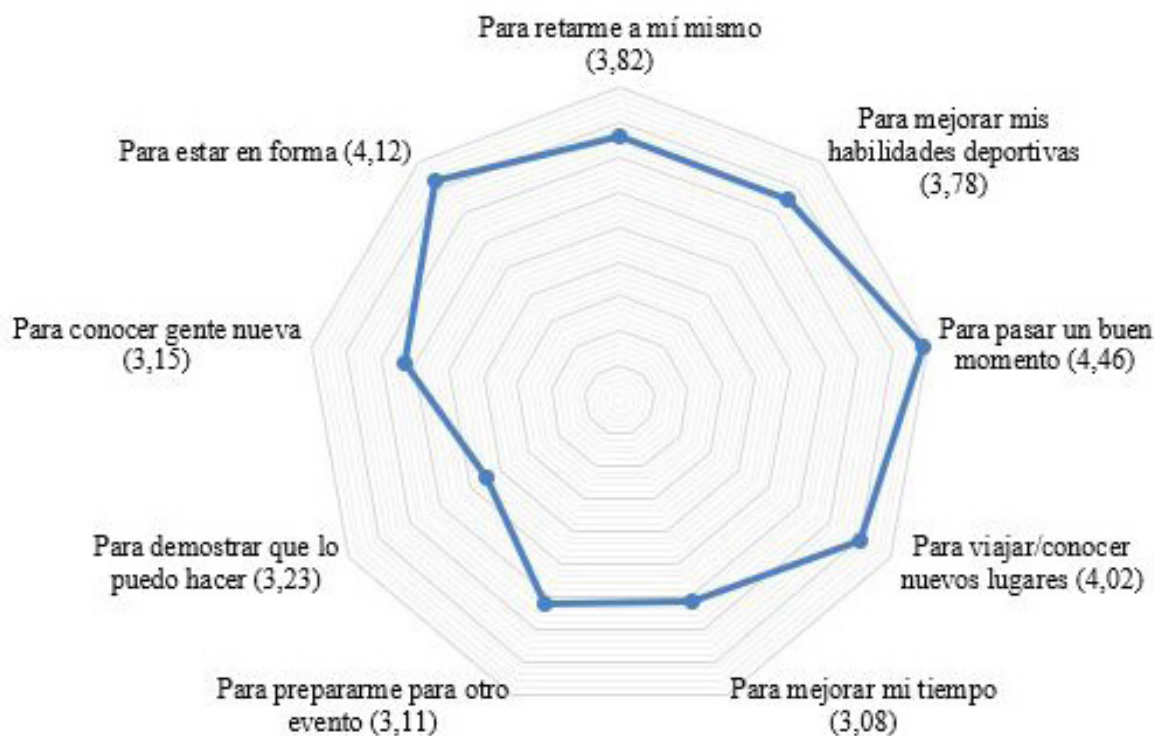 Para retarme a mí mismo
(3,82)
Para mejorar mis
habilidades deportivas
(3,78)
Para pasar un buen
momento (4,46)
Para viajar/conocer
nuevos lugares (4,02)
Para mejorar mi tiempo
(3,08)
Para prepararme para otro
evento (3,11)
Para demostrar que lo
puedo hacer (3,23)
Para conocer gente nueva
(3,15)
Para estar en forma (4,12)